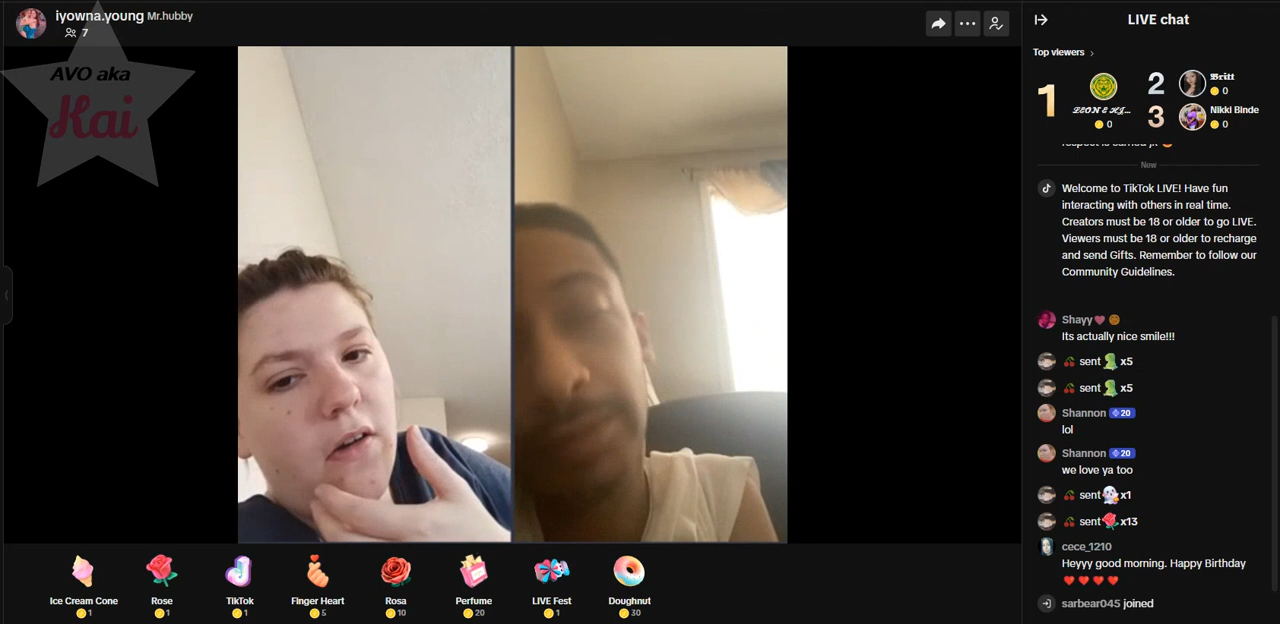 iyowna.young Mr.hubby
7
AVO aka
Kai
Ice Cream Cone
1
Rose
1
TikTok
1
Finger Heart
5
Rosa
10
Perfume
20
LIVE Fest
1
Doughnut
30
LIVE chat
Top viewers
1
0
2
𝕭𝖗𝖎𝖙𝖙
0
3
Nikki Binde
0
Now
Welcome to TikTok LIVE! Have fun
interacting with others in real time.
Creators must be 18 or older to go LIVE.
Viewers must be 18 or older to recharge
and send Gifts. Remember to follow our
Community Guidelines.
Shayy
Its actually nice smile!!!
🍒 sent x5
🍒 sent x5
Shannon 20
lol
Shannon 20
we love ya too
🍒 sent x1
🍒 sent x13
cece_1210
Heyyy good morning. Happy Birthday
❤️❤️❤️❤️
sarbear045 joined